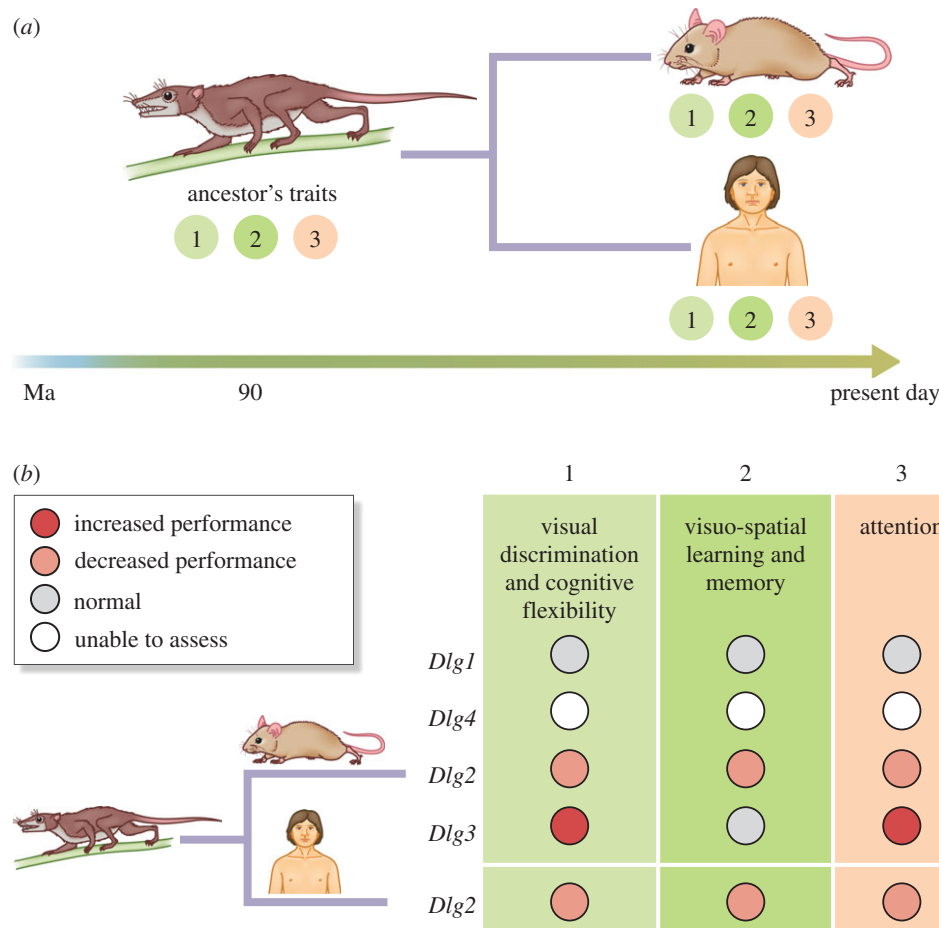 (a)
1 2 3
ancestor's traits
1 2 3
1 2 3
Ma 90 present day
(b)
1 2 3
increased performance
decreased performance
normal
unable to assess
visual
discrimination
and cognitive
flexibility
visuo-spatial
learning and
memory
attention
Dlg1
Dlg4
Dlg2
Dlg3
Dlg2